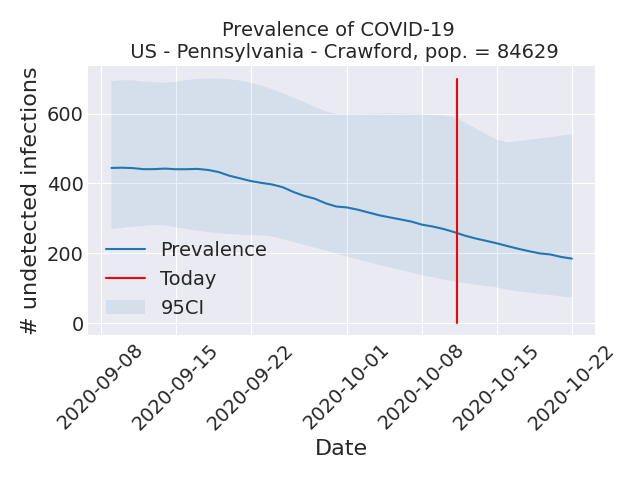 Prevalence of COVID-19
US - Pennsylvania - Crawford, pop. = 84629
# undetected infections
600
400
200
0
Prevalence
Today
95CI
2020-09-08
2020-09-15
2020-09-22
2020-10-01
2020-10-08
2020-10-15
2020-10-22
Date